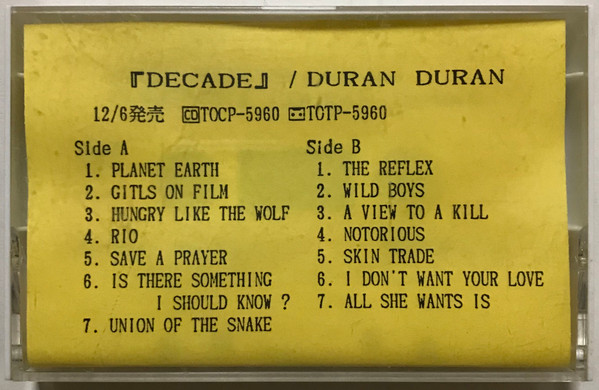 『DECADE』 / DURAN DURAN
12/6発売 CDTOCP-5960 TOTP-5960
Side A
1. PLANET EARTH
2. GITLS ON FILM
3. HUNGRY LIKE THE WOLF
4. RIO
5. SAVE A PRAYER
6. IS THERE SOMETHING
I SHOULD KNOW ?
7. UNION OF THE SNAKE
Side B
1. THE REFLEX
2. WILD BOYS
3. A VIEW TO A KILL
4. NOTORIOUS
5. SKIN TRADE
6. I DON'T WANT YOUR LOVE
7. ALL SHE WANTS IS